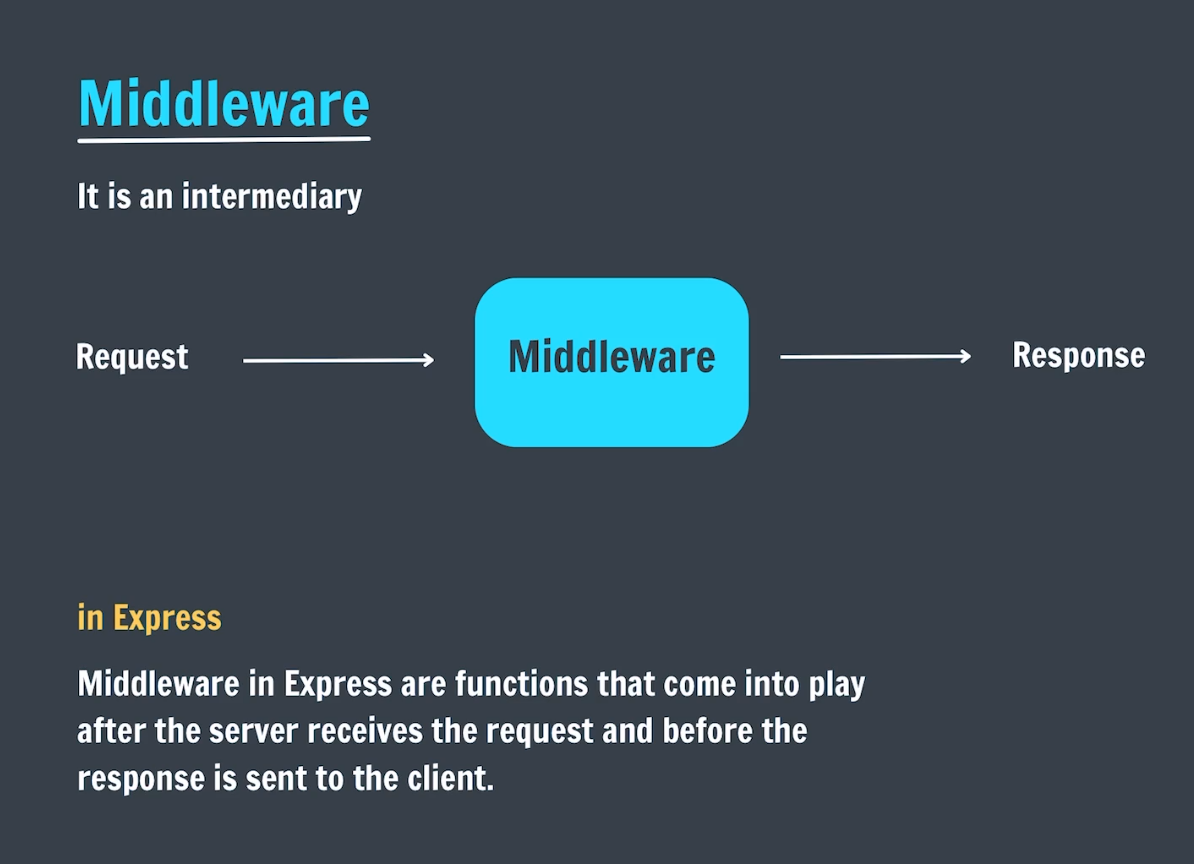 Middleware
It is an intermediary
Request
Middleware
Response
in Express
Middleware in Express are functions that come into play
after the server receives the request and before the
response is sent to the client.